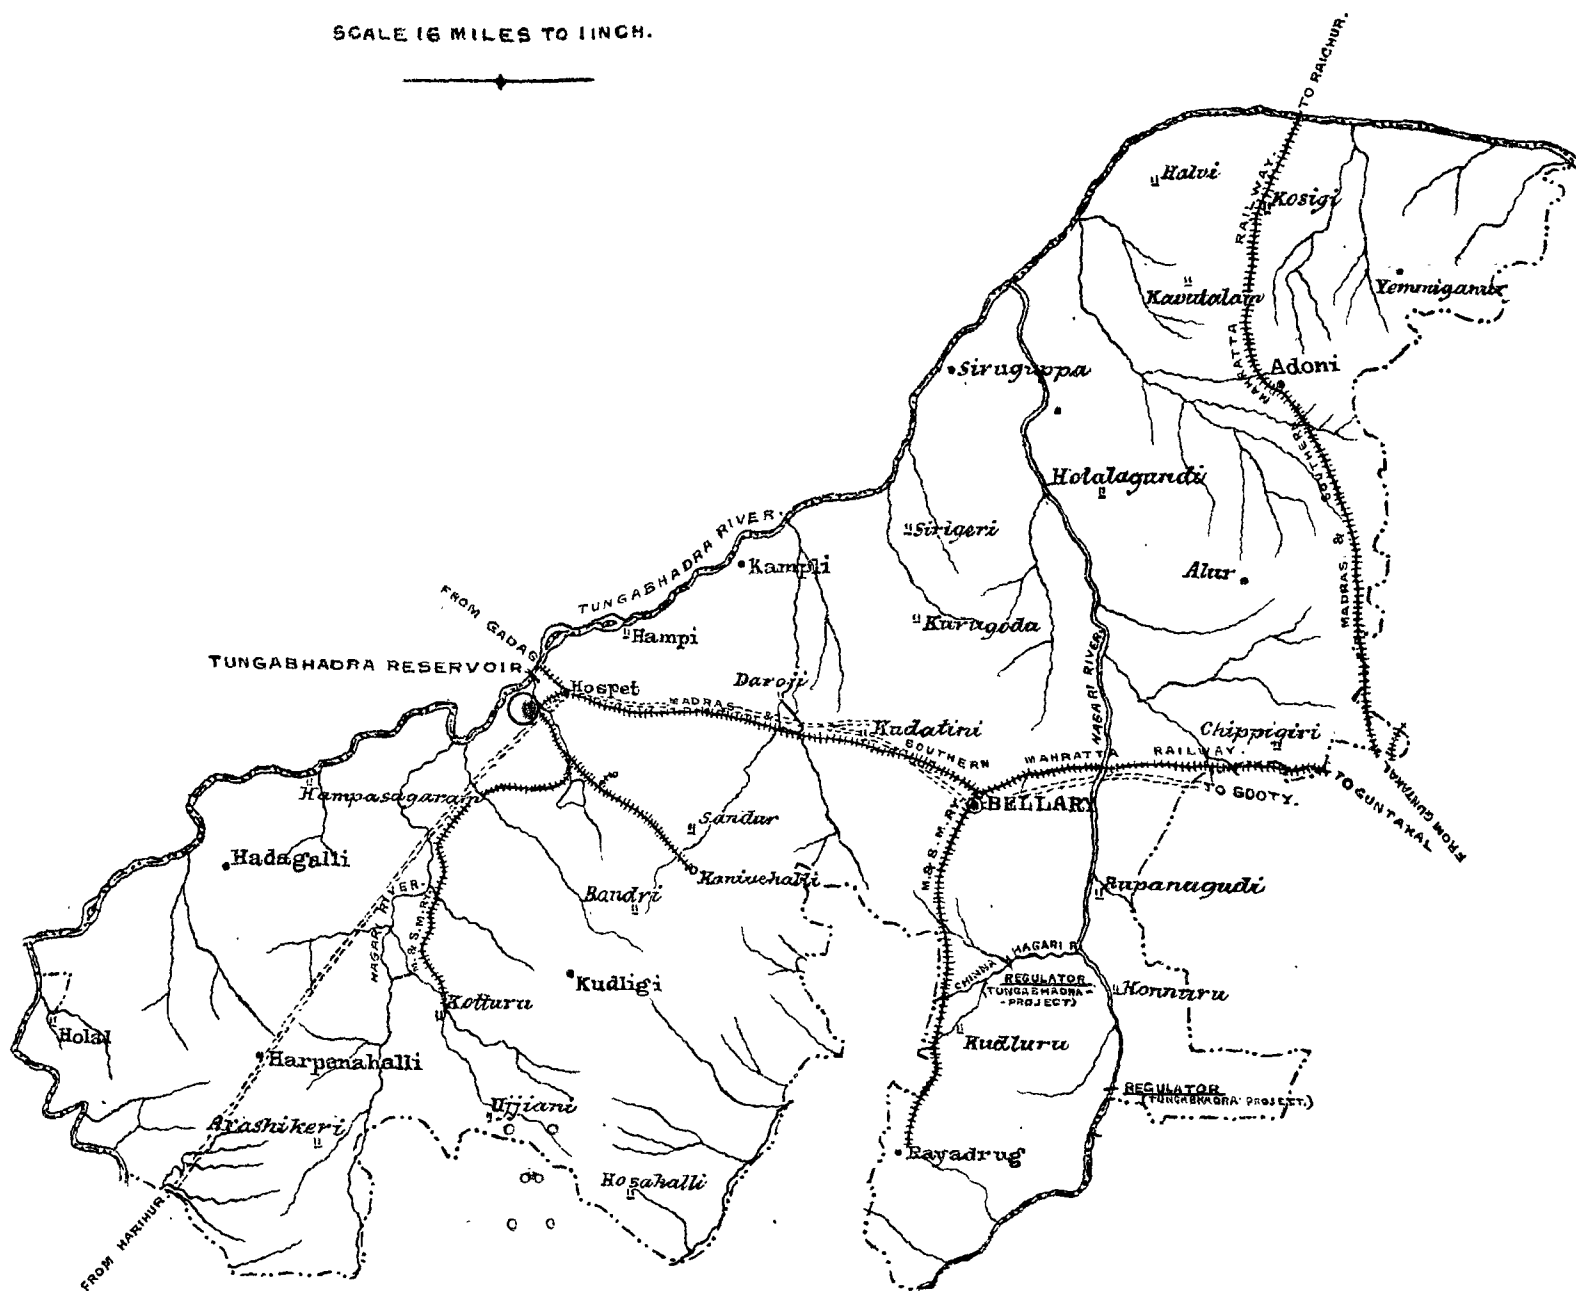 SCALE 16 MILES TO 1 INCH.
TO RAICHUR.
Halvi
Kosigi
RAILWAY.
Kavutalam
Yemmiganur
MAHRATTA
Adoni
Siruguppa
SOUTHERN
Holalagundi
TUNGABHADRA RIVER.
Sirigeri
MADRAS &
Kampli
Alur
FROM GADAG
Hampi
Kurugoda
TUNGABHADRA RESERVOIR
HAGARI RIVER
Hospet
Daroji
MADRAS &
Kudatini
Chippigiri
SOUTHERN
MAHRATTA
RAILWAY.
Hampasagaram
BELLARY
TO GOOTY.
TO GUNTAKAL
FROM GUNTAKAL
Sandur
M. & S. M. RY.
Hadagalli
Kanivehalli
Bandri
Rupanagudi
HAGARI RIVER.
M. & S. M. R.
CHINNA HAGARI R.
Kudligi
REGULATOR
(TUNGABHADRA-
-PROJECT)
Honnuru
Kotturu
Holal
Kudluru
Harpanahalli
REGULATOR
(TUNGABHADRA PROJECT.)
Ujjiani
Arashikeri
Rayadrug
Hosahalli
FROM HARIHUR